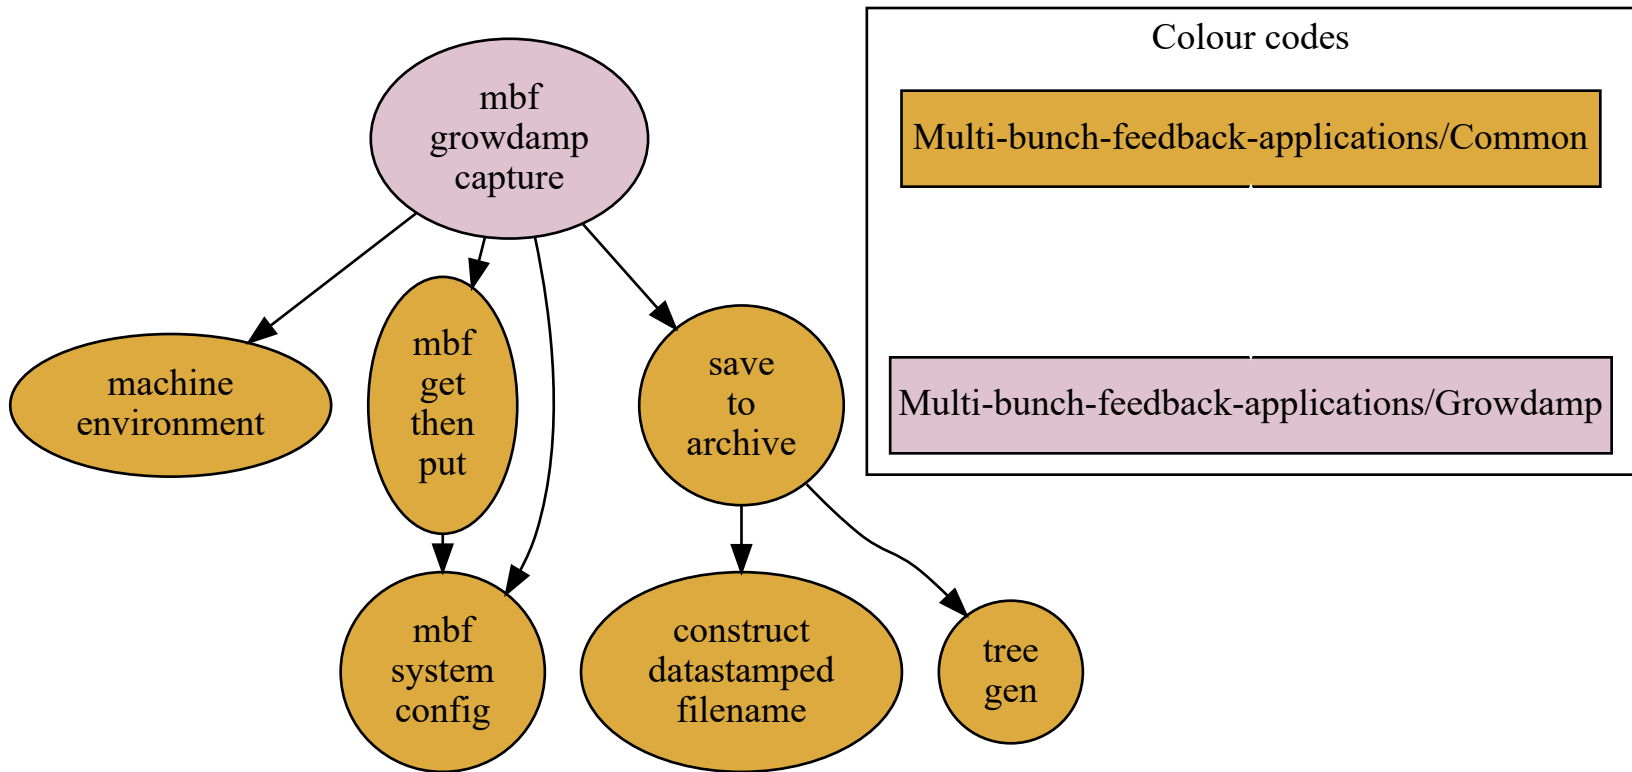 mbf
growdamp
capture
machine
environment
mbf
get
then
put
save
to
archive
mbf
system
config
construct
datastamped
filename
tree
gen
Colour codes
Multi-bunch-feedback-applications/Common
Multi-bunch-feedback-applications/Growdamp